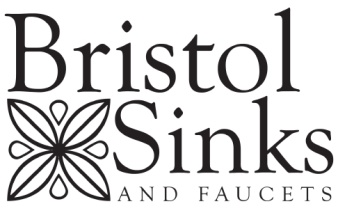 Bristol
Sinks
AND FAUCETS